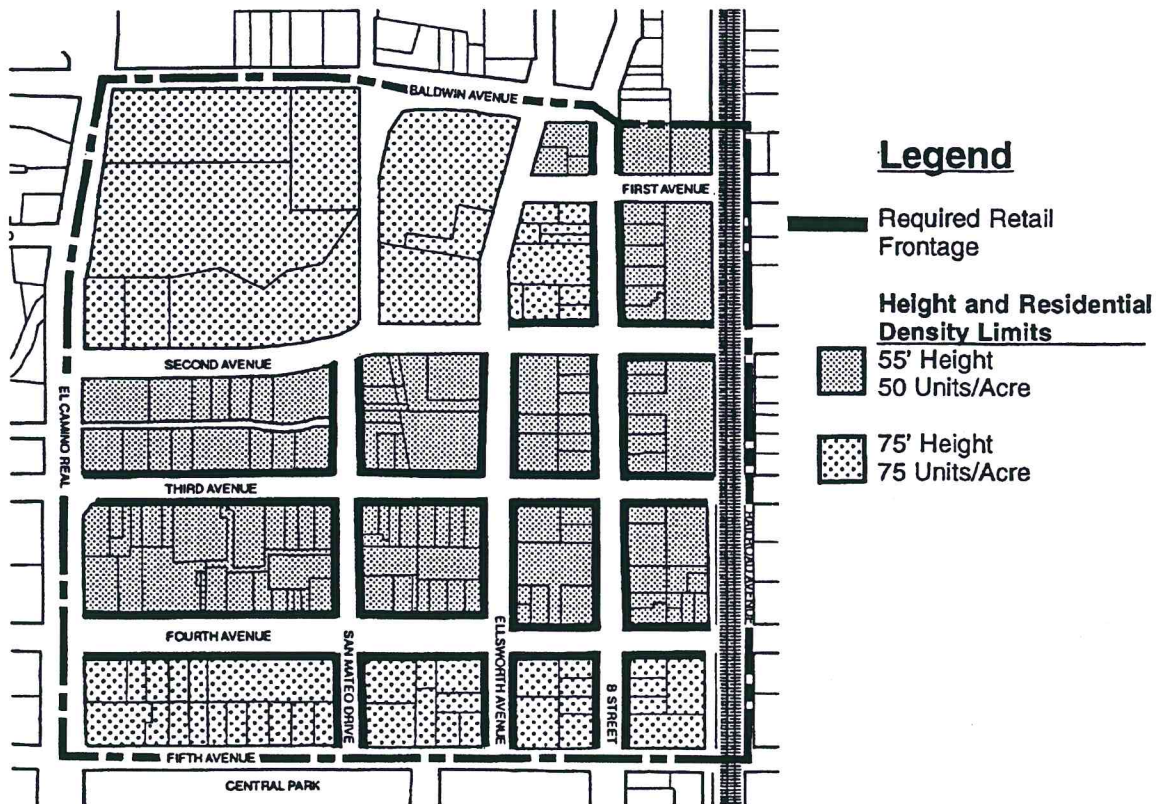 BALDWIN AVENUE
Legend
FIRST AVENUE
Required Retail
Frontage
Height and Residential
Density Limits
55' Height
50 Units/Acre
75' Height
75 Units/Acre
SECOND AVENUE
EL CAMINO REAL
THIRD AVENUE
RAILROAD AVENUE
FOURTH AVENUE
SAN MATEO DRIVE
ELLSWORTH AVENUE
B STREET
FIFTH AVENUE
CENTRAL PARK